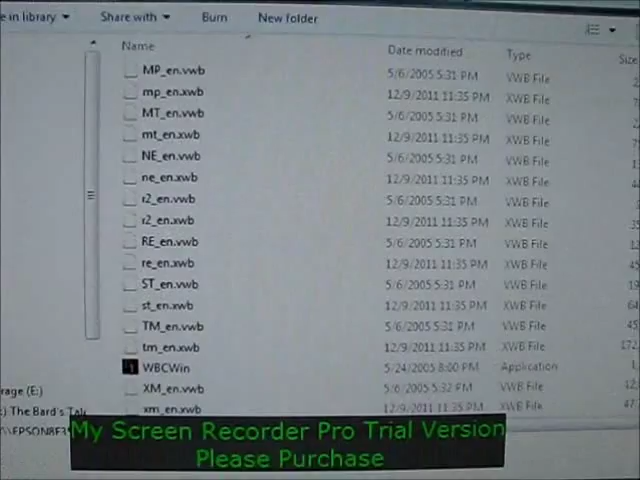 e in library Share with Burn New folder
Name Date modified Type Size
MP_en.vwb 5/6/2005 5:31 PM VWB File
mp_en.xwb 12/9/2011 11:35 PM XWB File
MT_en.vwb 5/6/2005 5:31 PM VWB File
mt_en.xwb 12/9/2011 11:35 PM XWB File
NE_en.vwb 5/6/2005 5:31 PM VWB File
ne_en.xwb 12/9/2011 11:35 PM XWB File
r2_en.vwb 5/6/2005 5:31 PM VWB File
r2_en.xwb 12/9/2011 11:35 PM XWB File
RE_en.vwb 5/6/2005 5:31 PM VWB File
re_en.xwb 12/9/2011 11:35 PM XWB File 45
ST_en.vwb 5/6/2005 5:31 PM VWB File 19
st_en.xwb 12/9/2011 11:35 PM XWB File 64
TM_en.vwb 5/6/2005 5:31 PM VWB File 45
tm_en.xwb 12/9/2011 11:35 PM XWB File 172,
WBCWin 5/24/2005 8:00 PM Application 1,
XM_en.vwb 5/6/2005 5:32 PM VWB File 12,
xm_en.xwb 12/9/2011 11:35 PM XWB File 47,
rage (E:)
:) The Bard's Tal
My Screen Recorder Pro Trial Version
Please Purchase